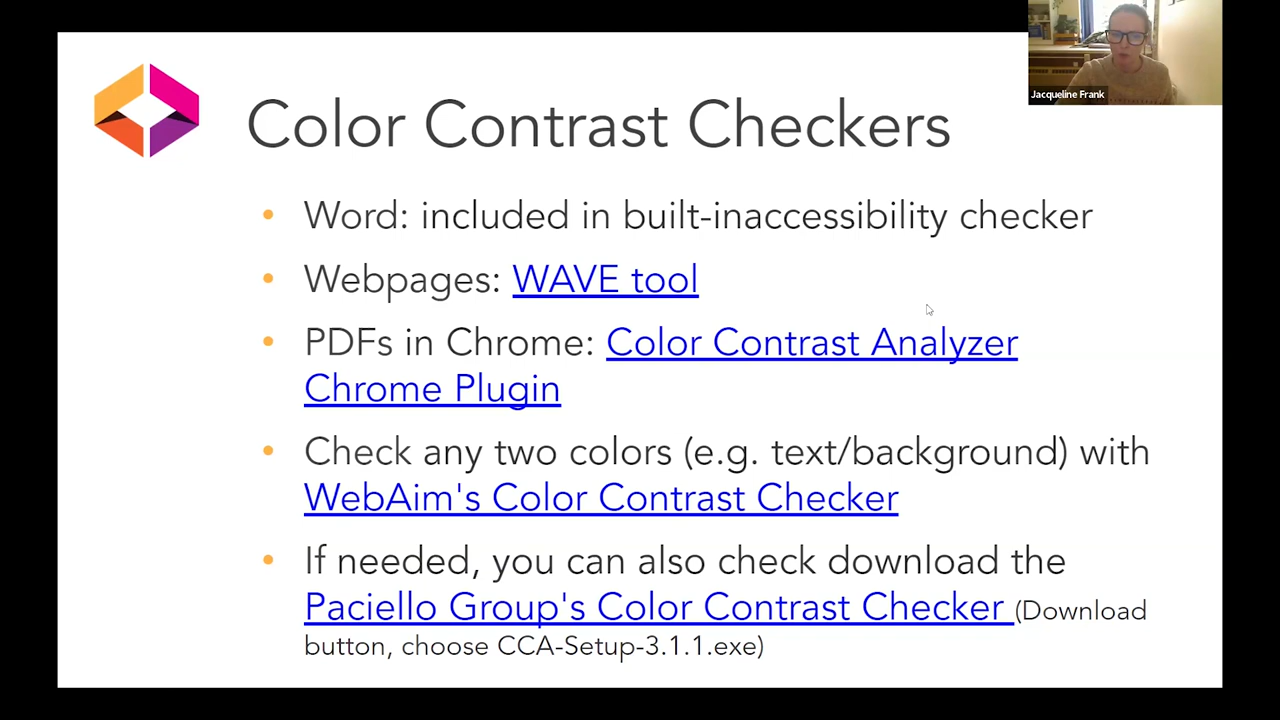 Jacqueline Frank
Color Contrast Checkers
• Word: included in built-inaccessibility checker
• Webpages: WAVE tool
• PDFs in Chrome: Color Contrast Analyzer
Chrome Plugin
• Check any two colors (e.g. text/background) with
WebAim's Color Contrast Checker
• If needed, you can also check download the
Paciello Group's Color Contrast Checker (Download
button, choose CCA-Setup-3.1.1.exe)